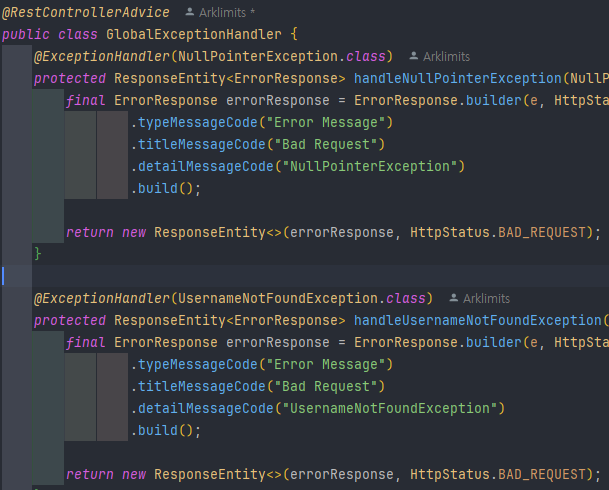 @RestControllerAdvice Arklimits *
public class GlobalExceptionHandler {
@ExceptionHandler(NullPointerException.class) Arklimits
protected ResponseEntity<ErrorResponse> handleNullPointerException(NullP
final ErrorResponse errorResponse = ErrorResponse.builder(e, HttpStat
.typeMessageCode("Error Message")
.titleMessageCode("Bad Request")
.detailMessageCode("NullPointerException")
.build();
return new ResponseEntity<>(errorResponse, HttpStatus.BAD_REQUEST);
}
@ExceptionHandler(UsernameNotFoundException.class) Arklimits
protected ResponseEntity<ErrorResponse> handleUsernameNotFoundException(
final ErrorResponse errorResponse = ErrorResponse.builder(e, HttpStat
.typeMessageCode("Error Message")
.titleMessageCode("Bad Request")
.detailMessageCode("UsernameNotFoundException")
.build();
return new ResponseEntity<>(errorResponse, HttpStatus.BAD_REQUEST);